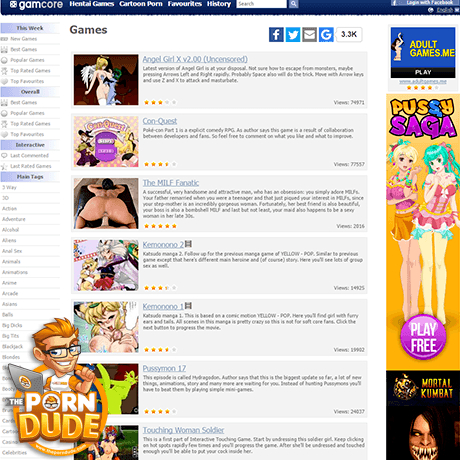 gamcore
Hentai Games Cartoon Porn Favourites History
Search
Login with Facebook
English
This Week
New Games
Best Games
Popular Games
Top Rated Games
Top Favourites
Overall
Best Games
Popular Games
Top Rated Games
Top Favourites
Interactive
Last Commented
Last Rated Games
Main Tags
3 Way
3D
Action
Adventure
Alcohol
Aliens
Anal Sex
Animals
Animations
Anime
Arcade
Asians
Balls
Big Dicks
Big Tits
Blackjack
Blondes
Games
3.3K
Angel Girl X v2.00 (Uncensored)
Latest version of Angel Girl is at your disposal. Not sure how to escape from monsters, maybe
pressing Arrows Left and Right rapidly. Probably Space also will do the trick. Move with Arrow keys
and use Z and X to attack and masturbate.
Views: 74971
Con-Quest
Con-Quest
Poké-con Part 1 is a explicit comedy RPG. As author says this game is a result of collaboration
between developers and fans. So feel free to comment on what you like and what to improve.
Views: 77557
The MILF Fanatic
A successful, very handsome and attractive man, who has an obsession: you simply adore MILFs.
Your father remarried when you were a teenager and that just piqued your interest in MILFs, since
your step-mother is an incredibly gorgeous woman. Fortunately, her best friend is also beautiful,
your boss is also a bombshell MILF and last but not least, your maid also happens to be a sexy
woman in her late 30s.
Views: 2016
Kemonono 2
Katsuda manga 2. Follow up for the previous manga game of YELLOW - POP. Similar to previous
game except that here's different main heroine and (of course) story. Here you'll see lots of group
sex as well.
Views: 14925
Kemonono 1
Katsuda manga 1. This is based on a comic motion YELLOW - POP. Here you'll find girl with furry
ears and tails. All scenes in this manga is pretty crazy so this is not for soft core fans. Click the
next button to progress the movie.
Views: 19982
Pussymon 17
This episode is called Hydregodon. Author says that this is the biggest update so far, a lot of new
things, animations, story and many more are waiting for you. Instead of hunting Pussymons you'll
have to beat them by playing simple mini-games.
Views: 24037
Touching Woman Soldier
This is a first part of Interactive Touching Game. Start by undressing this soldier girl. Keep clicking
on hot spots rapidly few times and you'll progress the game. After she'll be undressed and touched
enough you'll be able to put your cock inside her.
ADULT
GAMES.ME
PLAY
www.adultgames.me
PUSSY
SAGA
PLAY
FREE
MORTAL
KUMBAT
THE
PORN
DUDE